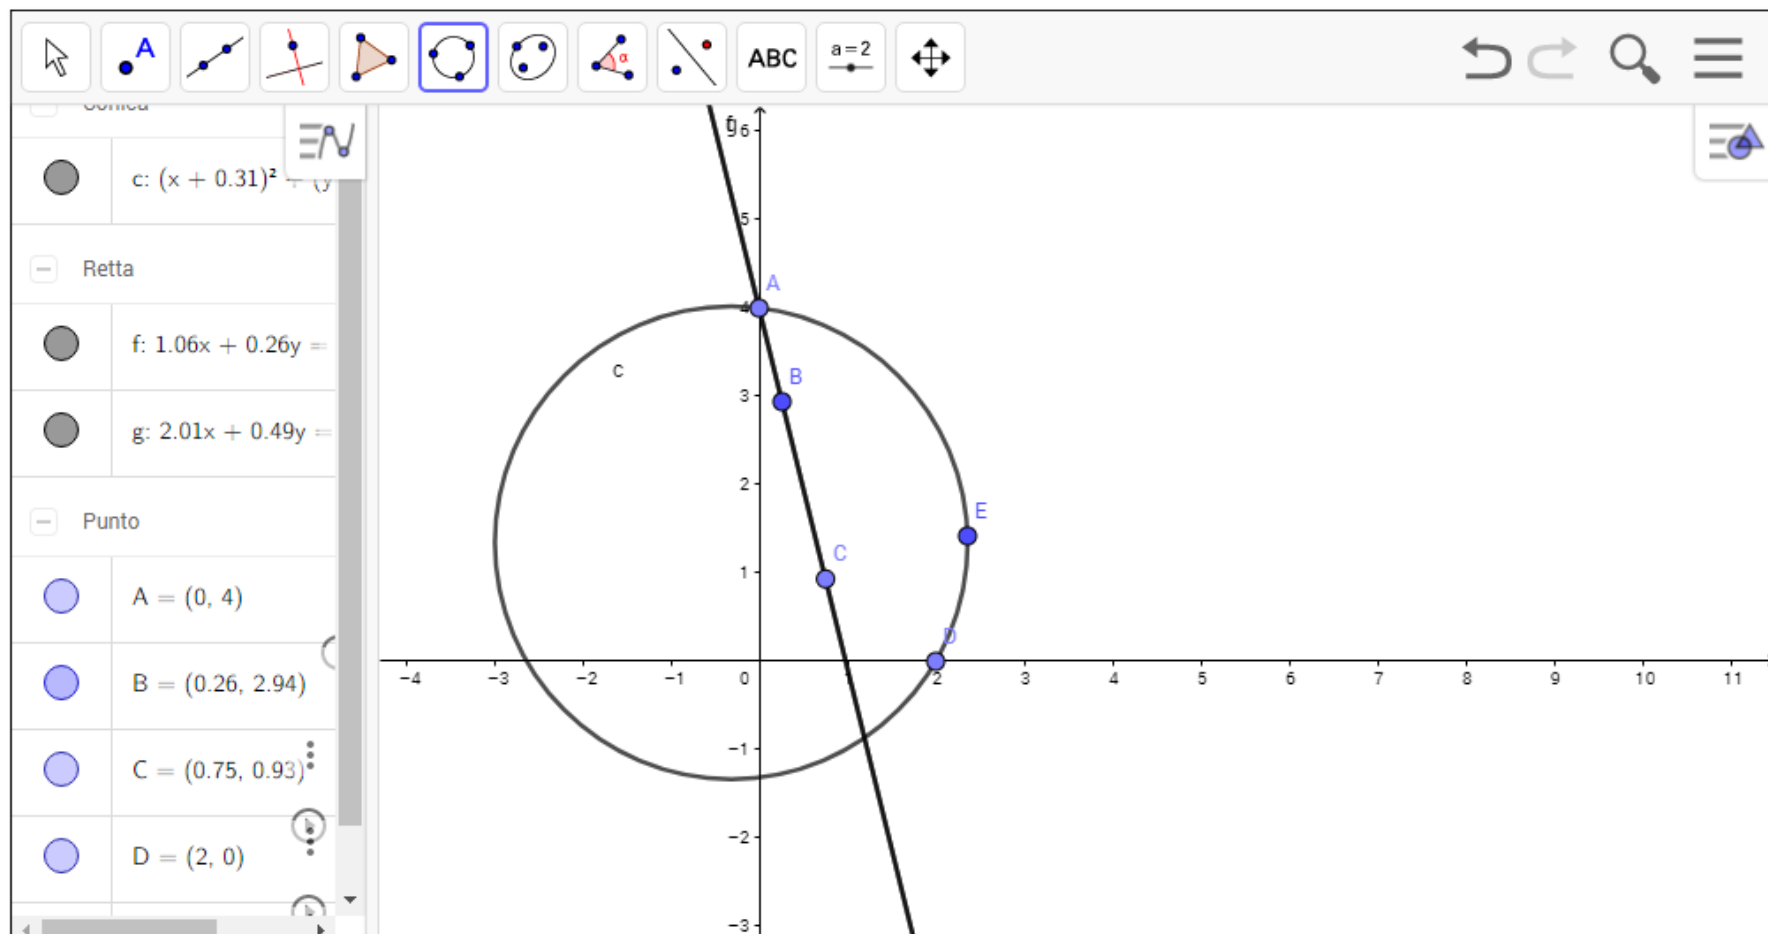 A
α
ABC
a=2
Conica
c: (x + 0.31)² + (y
Retta
f: 1.06x + 0.26y =
g: 2.01x + 0.49y =
Punto
A = (0, 4)
B = (0.26, 2.94)
C = (0.75, 0.93)
D = (2, 0)
6
5
A
4
c
B
3
2
E
C
1
D
−4 −3 −2 −1 0 2 3 4 5 6 7 8 9 10 11
−1
−2
−3